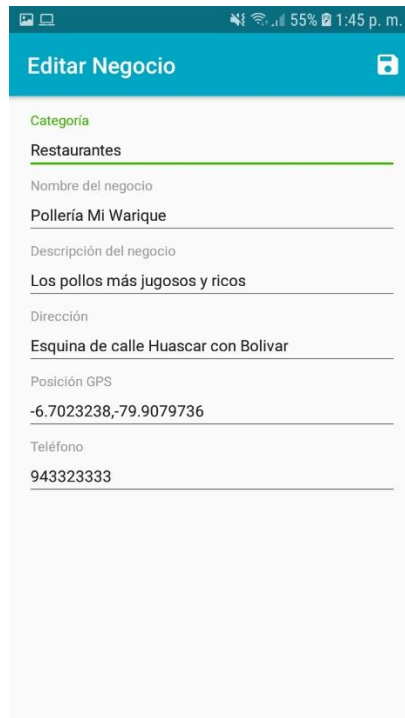 55% 1:45 p. m.
Editar Negocio
Categoría
Restaurantes
Nombre del negocio
Pollería Mi Warique
Descripción del negocio
Los pollos más jugosos y ricos
Dirección
Esquina de calle Huascar con Bolivar
Posición GPS
-6.7023238,-79.9079736
Teléfono
943323333